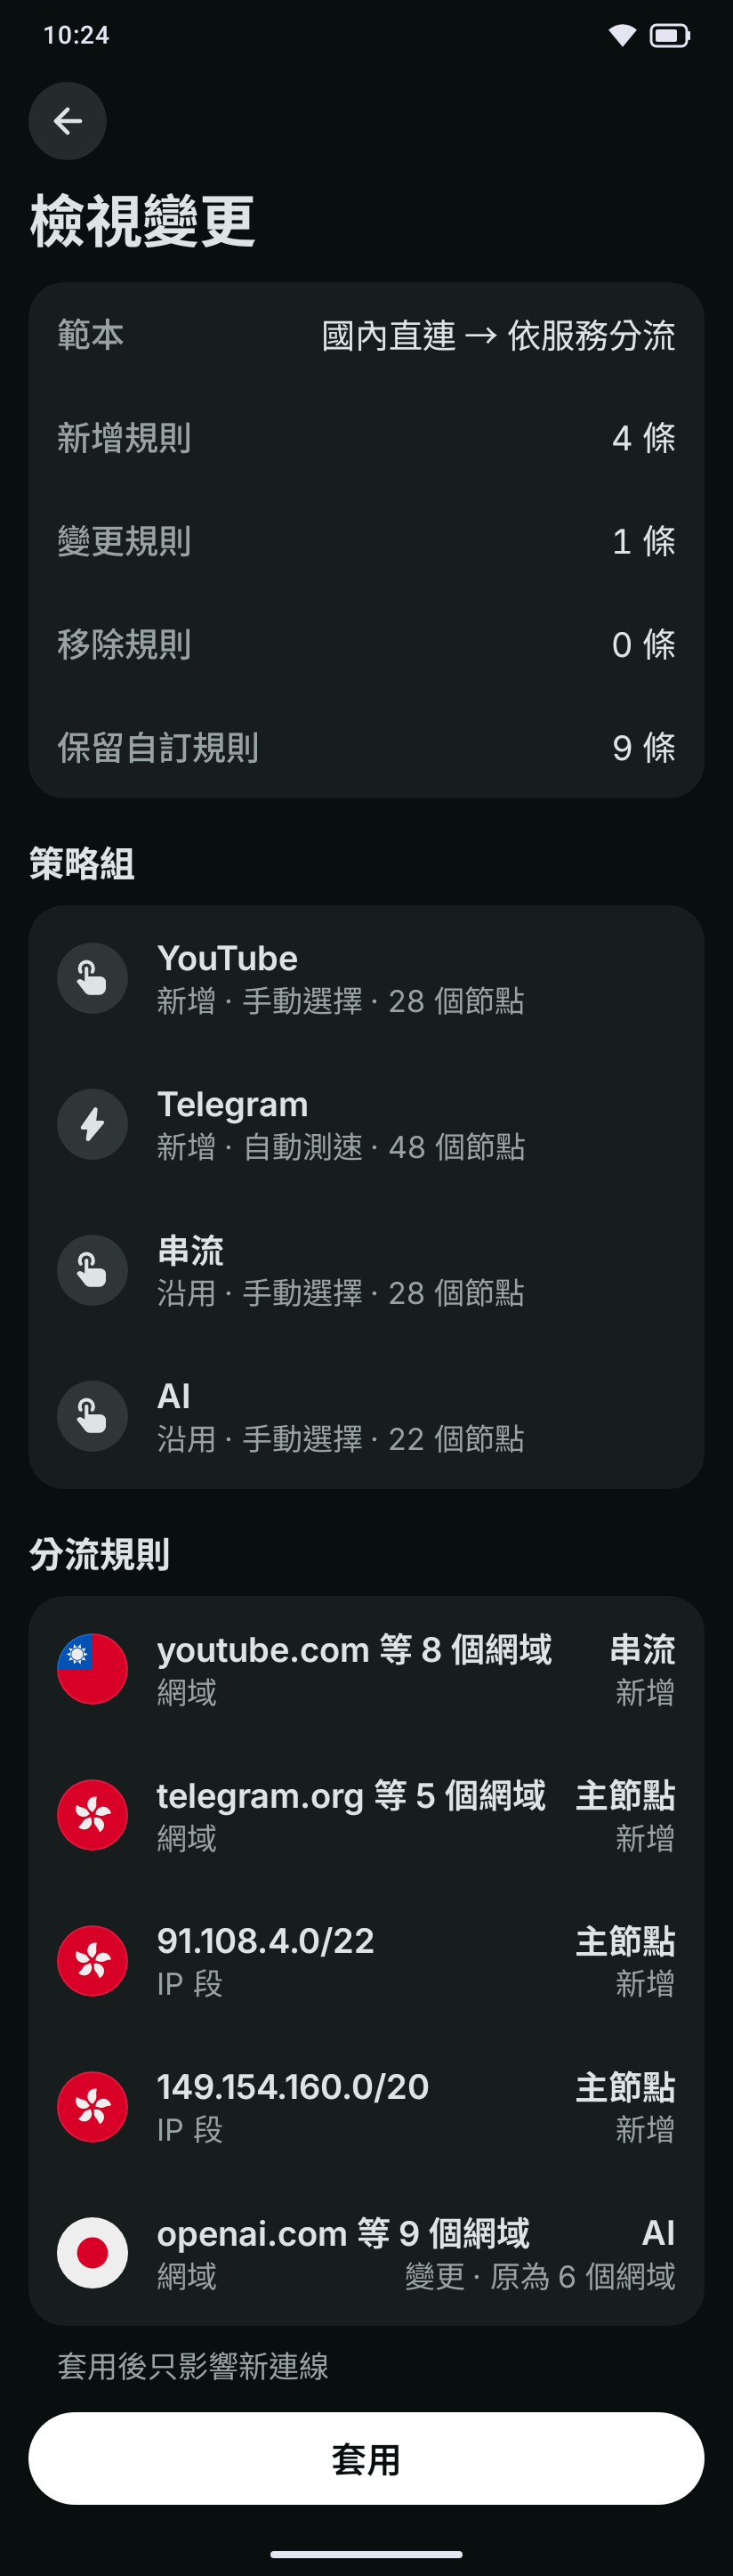 10:24
檢視變更
範本 國內直連 → 依服務分流
新增規則 4 條
變更規則 1 條
移除規則 0 條
保留自訂規則 9 條
策略組
YouTube
新增 · 手動選擇 · 28 個節點
Telegram
新增 · 自動測速 · 48 個節點
串流
沿用 · 手動選擇 · 28 個節點
AI
沿用 · 手動選擇 · 22 個節點
分流規則
youtube.com 等 8 個網域 串流
網域 新增
telegram.org 等 5 個網域 主節點
網域 新增
91.108.4.0/22 主節點
IP 段 新增
149.154.160.0/20 主節點
IP 段 新增
openai.com 等 9 個網域 AI
網域 變更 · 原為 6 個網域
套用後只影響新連線
套用